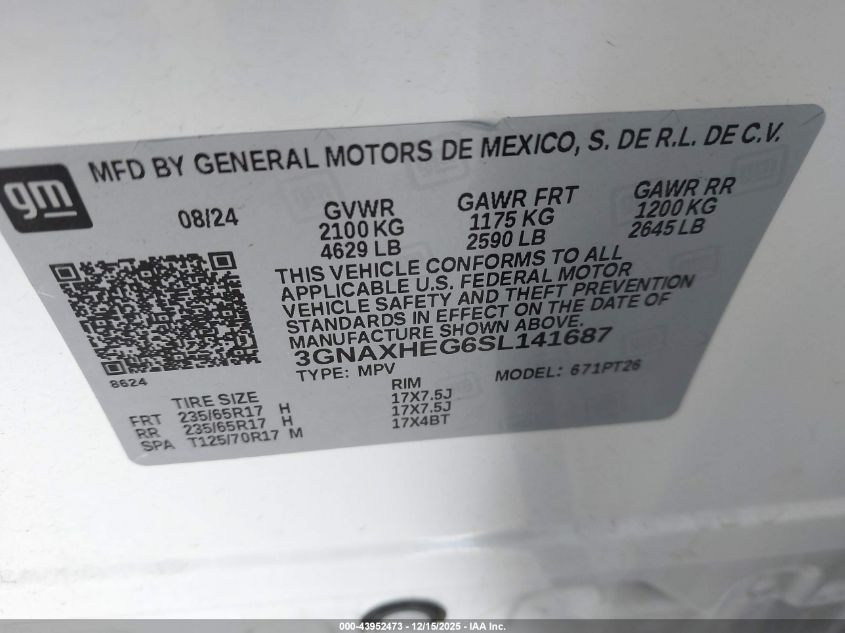 MFD BY GENERAL MOTORS DE MEXICO, S. DE R.L. DE C.V.
gm
08/24
GVWR
2100 KG
4629 LB
GAWR FRT
1175 KG
2590 LB
GAWR RR
1200 KG
2645 LB
THIS VEHICLE CONFORMS TO ALL
APPLICABLE U.S. FEDERAL MOTOR
VEHICLE SAFETY AND THEFT PREVENTION
STANDARDS IN EFFECT ON THE DATE OF
MANUFACTURE SHOWN ABOVE.
3GNAXHEG6SL141687
8624
TYPE: MPV
MODEL: 671PT26
TIRE SIZE
RIM
FRT 235/65R17 H 17X7.5J
RR 235/65R17 H 17X7.5J
SPA T125/70R17 M 17X4BT
000-43952473 - 12/15/2025 - IAA Inc.